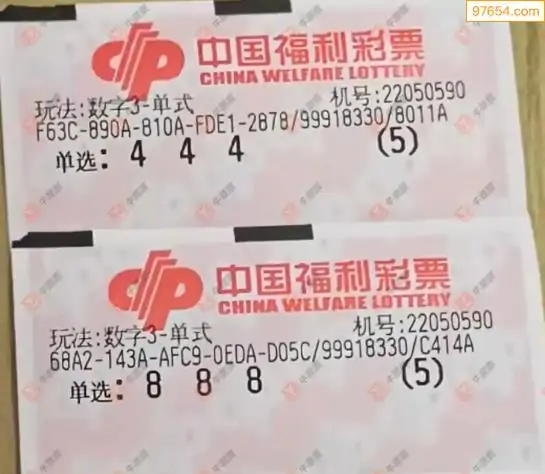 97654.com
中国福利彩票
CHINA WELFARE LOTTERY
玩法:数字3-单式 机号:22050590
F63C-890A-810A-FDE1-2878/99918330/8011A
单选: 4 4 4 (5)
中国福利彩票
CHINA WELFARE LOTTERY
玩法:数字3-单式 机号:22050590
68A2-143A-AFC9-0EDA-D05C/99918330/C414A
单选: 8 8 8 (5)